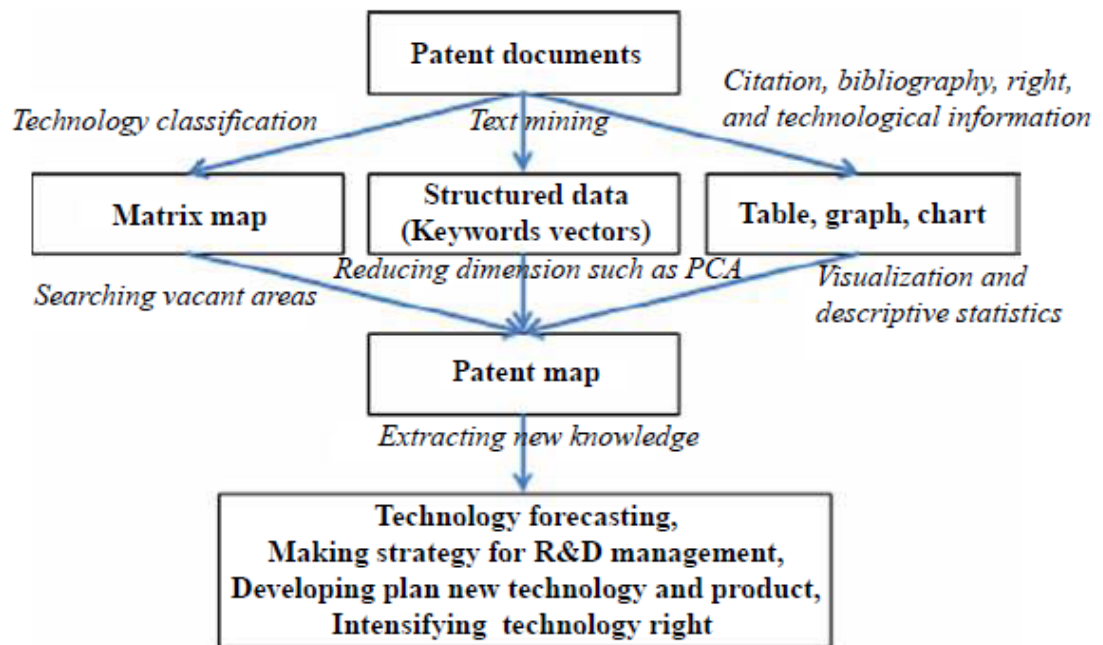 Patent documents
Citation, bibliography, right,
and technological information
Technology classification
Text mining
Matrix map
Structured data
(Keywords vectors)
Table, graph, chart
Searching vacant areas
Reducing dimension such as PCA
Visualization and
descriptive statistics
Patent map
Extracting new knowledge
Technology forecasting,
Making strategy for R&D management,
Developing plan new technology and product,
Intensifying technology right